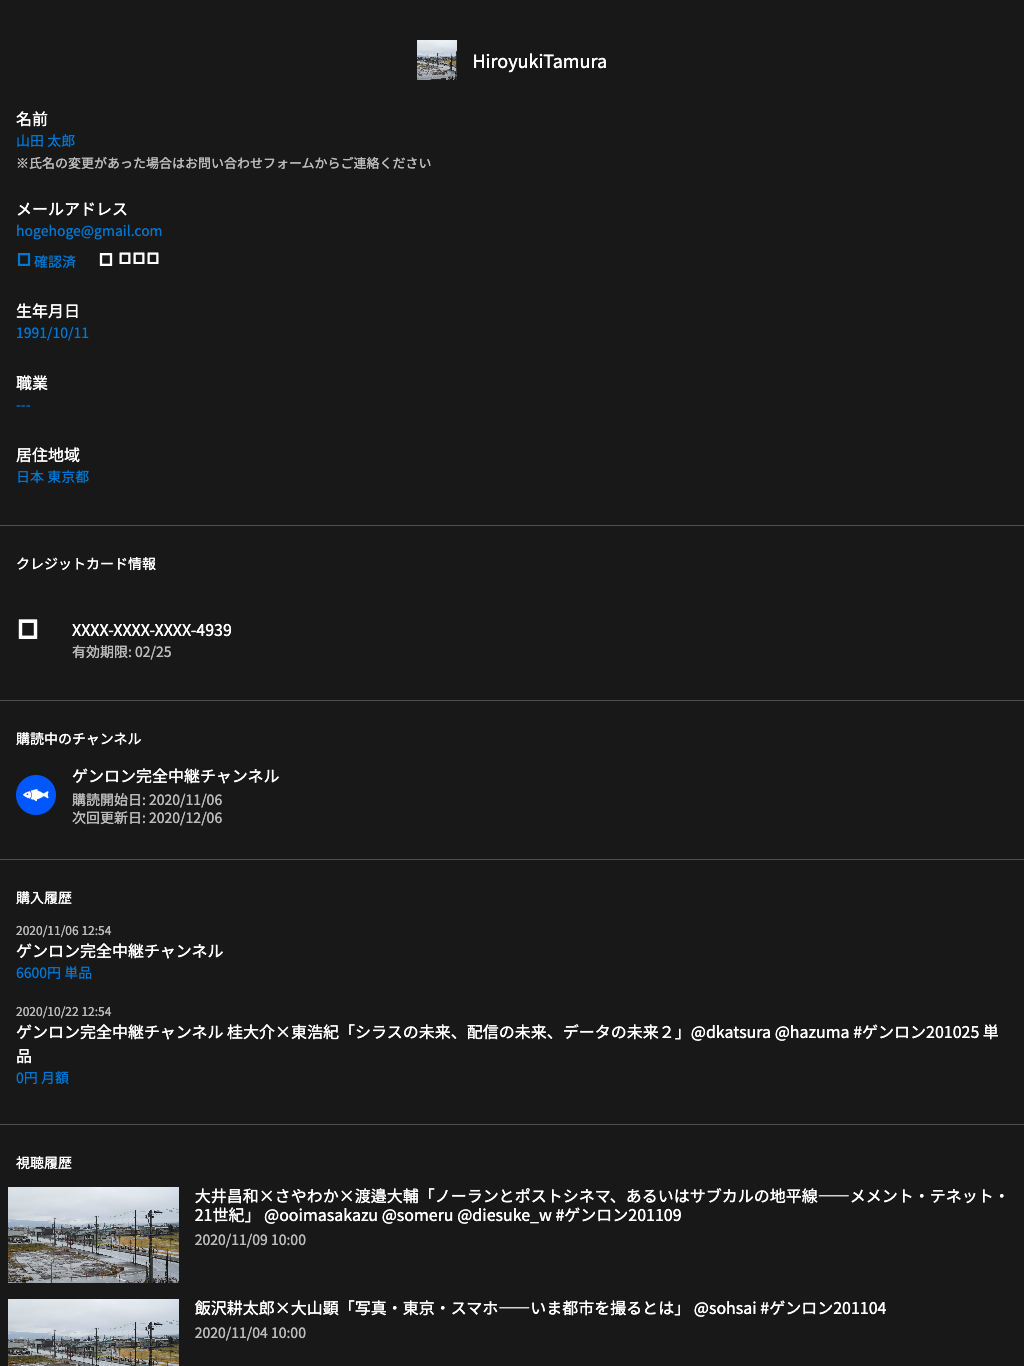 HiroyukiTamura
名前
山田 太郎
※氏名の変更があった場合はお問い合わせフォームからご連絡ください
メールアドレス
hogehoge@gmail.com
確認済
生年月日
1991/10/11
職業
---
居住地域
日本 東京都
クレジットカード情報
XXXX-XXXX-XXXX-4939
有効期限: 02/25
購読中のチャンネル
ゲンロン完全中継チャンネル
購読開始日: 2020/11/06
次回更新日: 2020/12/06
購入履歴
2020/11/06 12:54
ゲンロン完全中継チャンネル
6600円 単品
2020/10/22 12:54
ゲンロン完全中継チャンネル 桂大介×東浩紀「シラスの未来、配信の未来、データの未来２」@dkatsura @hazuma #ゲンロン201025 単
品
0円 月額
視聴履歴
大井昌和×さやわか×渡邉大輔「ノーランとポストシネマ、あるいはサブカルの地平線——メメント・テネット・
21世紀」 @ooimasakazu @someru @diesuke_w #ゲンロン201109
2020/11/09 10:00
飯沢耕太郎×大山顕「写真・東京・スマホ——いま都市を撮るとは」 @sohsai #ゲンロン201104
2020/11/04 10:00